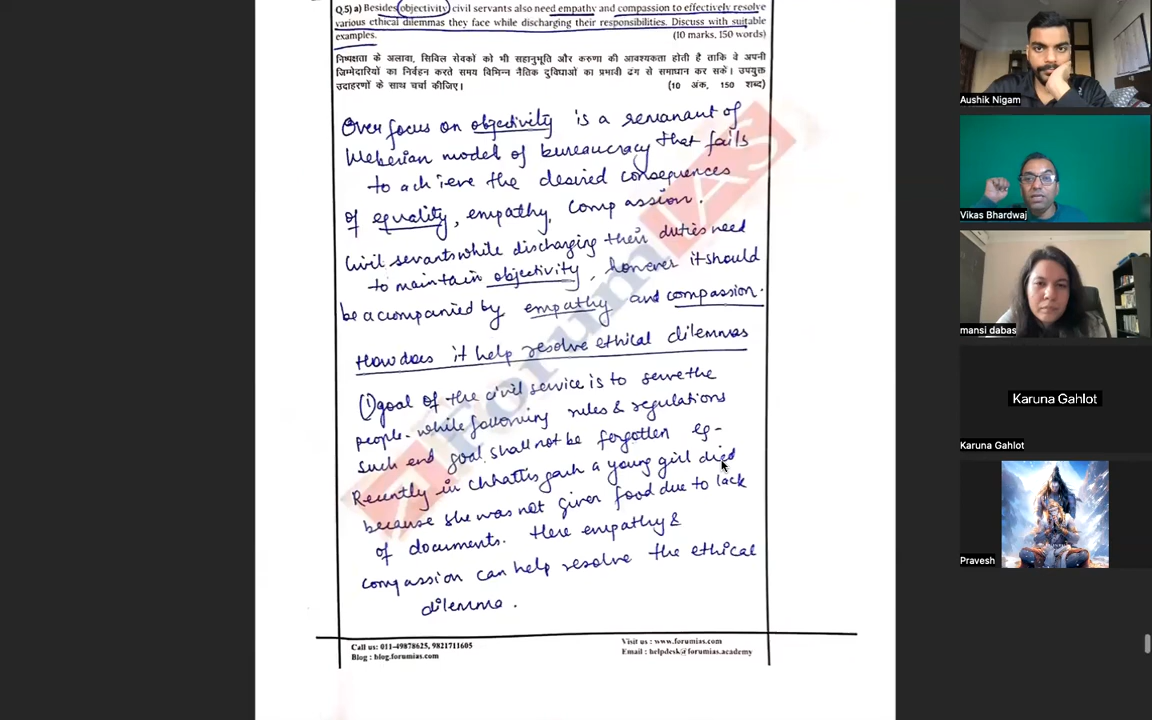 Q.5) a) Besides objectivity civil servants also need empathy and compassion to effectively resolve
various ethical dilemmas they face while discharging their responsibilities. Discuss with suitable
examples. (10 marks, 150 words)
निष्पक्षता के अलावा, सिविल सेवकों को भी सहानुभूति और करुणा की आवश्यकता होती है ताकि वे अपनी
जिम्मेदारियों का निर्वहन करते समय विभिन्न नैतिक दुविधाओं का प्रभावी ढंग से समाधान कर सकें। उपयुक्त
उदाहरणों के साथ चर्चा कीजिए। (10 अंक, 150 शब्द)
Over focus on objectivity is a remanant of
Weberian model of bureaucracy that fails
to achieve the desired consequences
of equality, empathy, compassion.
Civil servants while discharging their duties need
to maintain objectivity, however it should
be accompanied by empathy and compassion.
How does it help resolve ethical dilemmas
(1) goal of the civil service is to serve the
people. while following rules & regulations
such end goal shall not be forgotten eg-
Recently in chhattisgarh a young girl died
because she was not given food due to lack
of documents. Here empathy &
compassion can help resolve the ethical
dilemma.
Call us: 011-49878625, 9821711605
Blog : blog.forumias.com
Visit us : www.forumias.com
Email : helpdesk@forumias.academy
ForumIAS
Aushik Nigam
Vikas Bhardwaj
mansi dabas
Karuna Gahlot
Karuna Gahlot
Pravesh